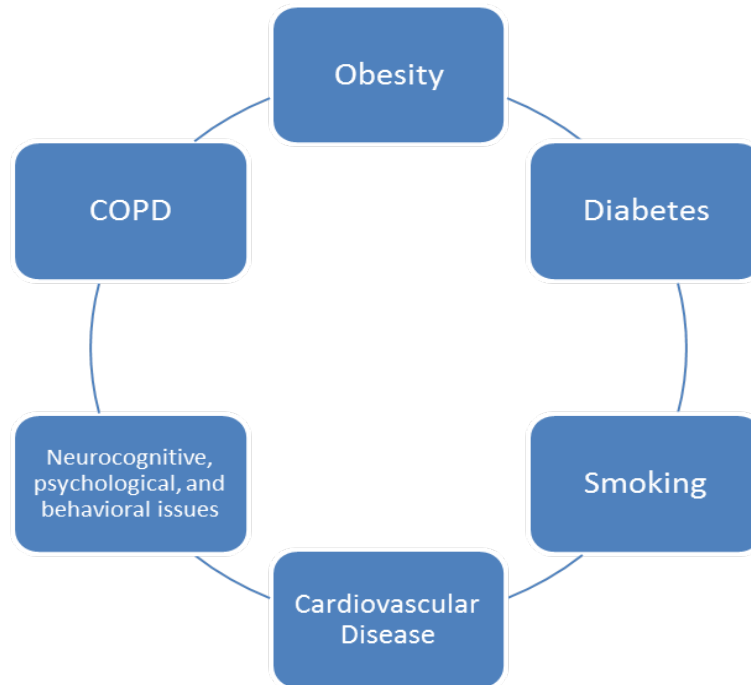 Obesity
Diabetes
Smoking
Cardiovascular
Disease
Neurocognitive,
psychological, and
behavioral issues
COPD